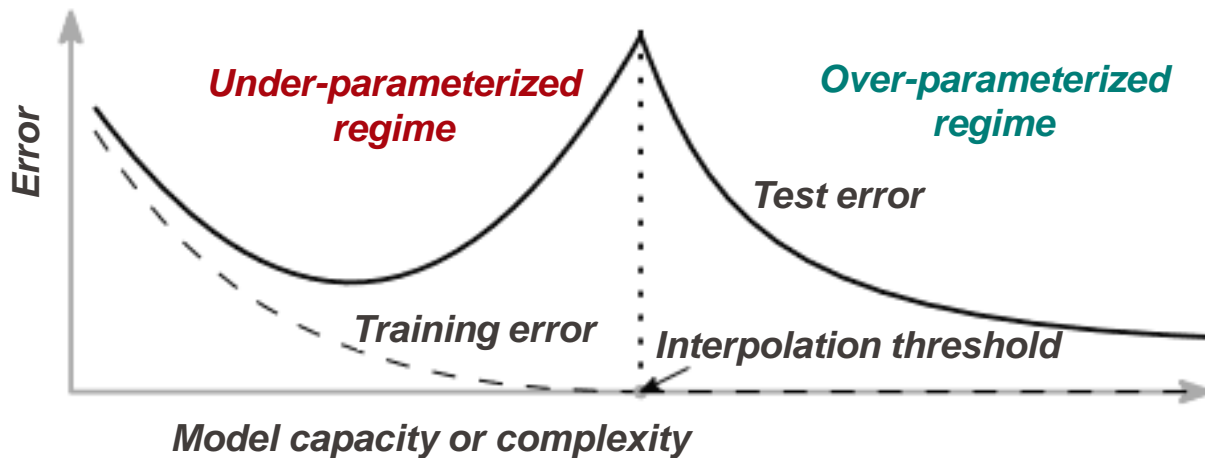 Under-parameterized
regime
Over-parameterized
regime
Error
Test error
Training error
Interpolation threshold
Model capacity or complexity